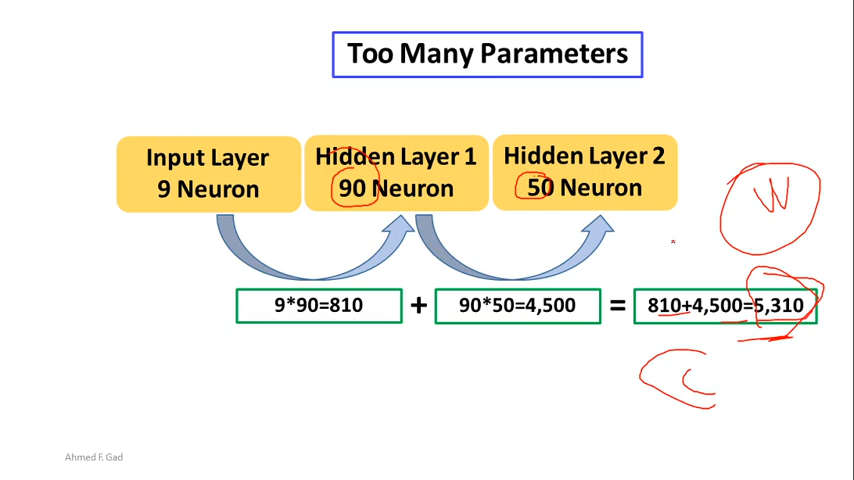 Too Many Parameters
Input Layer
9 Neuron
Hidden Layer 1
90 Neuron
Hidden Layer 2
50 Neuron
W
9*90=810
+
90*50=4,500
=
810+4,500=5,310
Ahmed F. Gad